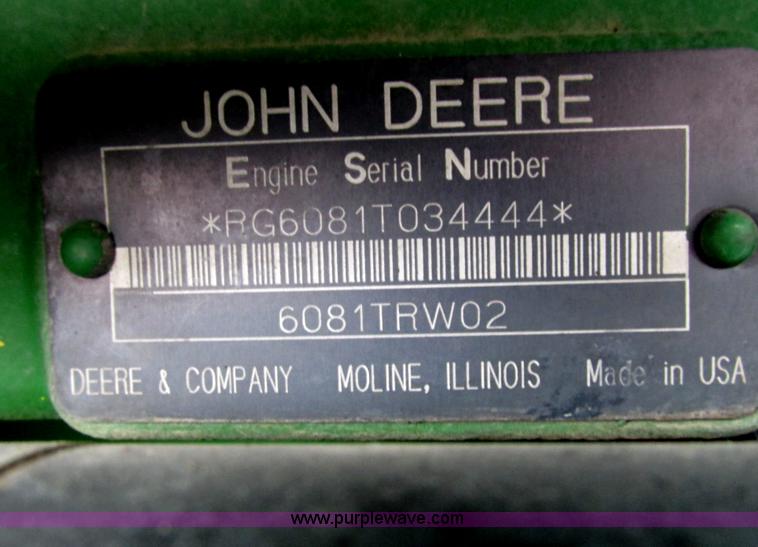 JOHN DEERE
Engine Serial Number
*RG6081T034444*
6081TRW02
DEERE & COMPANY MOLINE, ILLINOIS Made in USA
www.purplewave.com